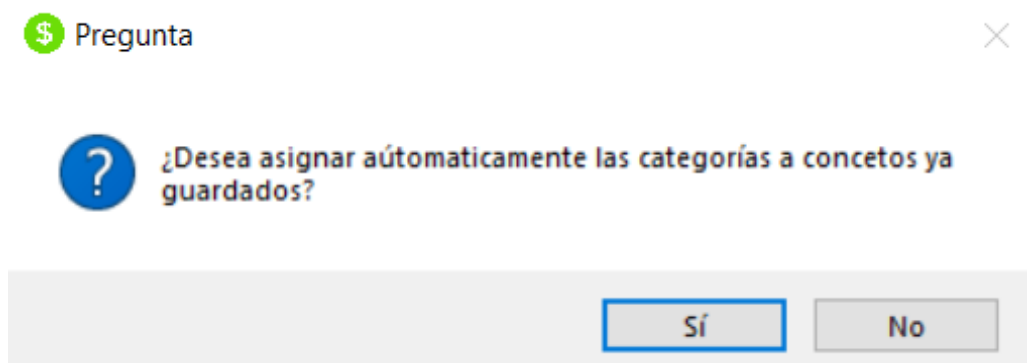 $ Pregunta
? ¿Desea asignar aútomaticamente las categorías a concetos ya
guardados?
Sí No